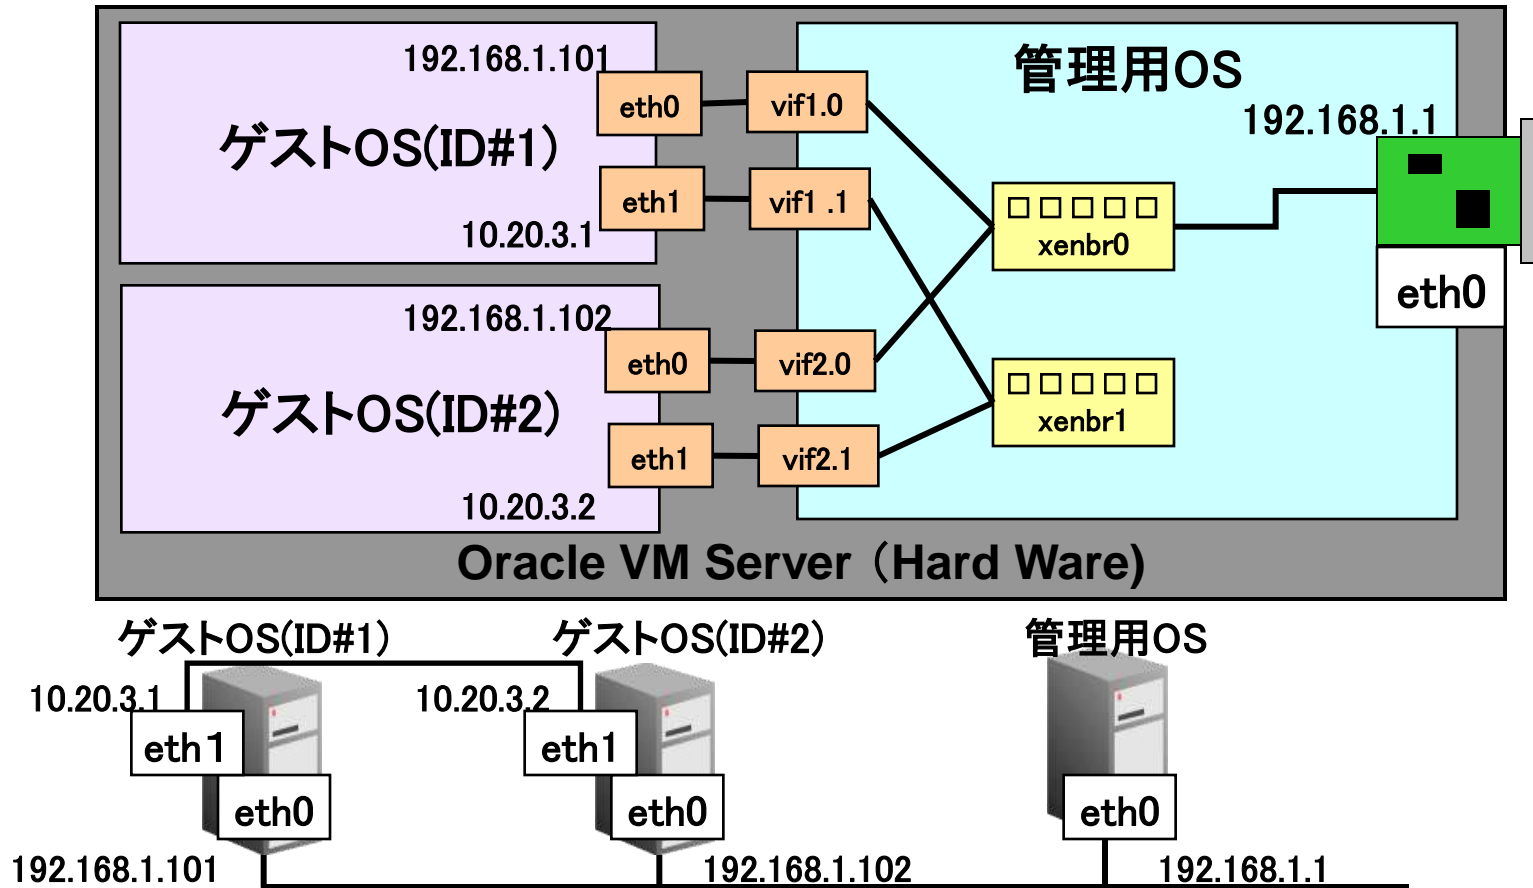 192.168.1.101
管理用OS
eth0
vif1.0
192.168.1.1
ゲストOS(ID#1)
eth1
vif1 .1
10.20.3.1
xenbr0
eth0
192.168.1.102
eth0
vif2.0
ゲストOS(ID#2)
xenbr1
eth1
vif2.1
10.20.3.2
Oracle VM Server （Hard Ware)
ゲストOS(ID#1)
ゲストOS(ID#2)
管理用OS
10.20.3.1
10.20.3.2
eth1
eth1
eth0
eth0
eth0
192.168.1.101
192.168.1.102
192.168.1.1